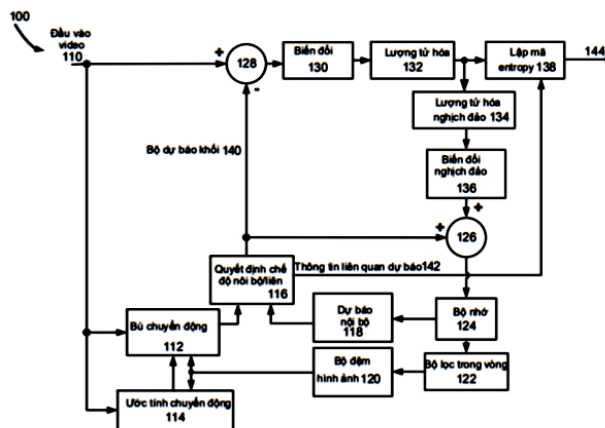 100
Đầu vào
video
110
+
128
-
Biến đổi
130
Lượng tử hóa
132
Lập mã
entropy 138
144
Lượng tử hóa
nghịch đảo 134
Bộ dự báo khối 140
Biến đổi
nghịch đảo
136
+
+
126
Quyết định chế
độ nôi bộ/liên
116
Thông tin liên quan dự báo142
Bù chuyển động
112
Dự báo
nôi bộ
118
Bộ nhớ
124
Bộ đệm
hình ảnh 120
Bộ lọc trong vòng
122
Ước tính chuyển động
114